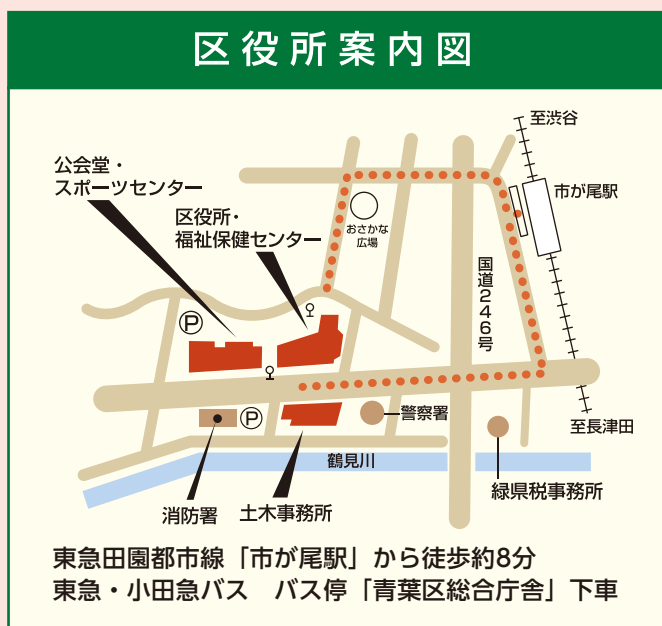 区役所案内図
至渋谷
公会堂・
スポーツセンター
市が尾駅
区役所・
福祉保健センター
おさかな
広場
国道246号
P
P
警察署
至長津田
鶴見川
緑県税事務所
消防署
土木事務所
東急田園都市線「市が尾駅」から徒歩約8分
東急・小田急バス　バス停「青葉区総合庁舎」下車